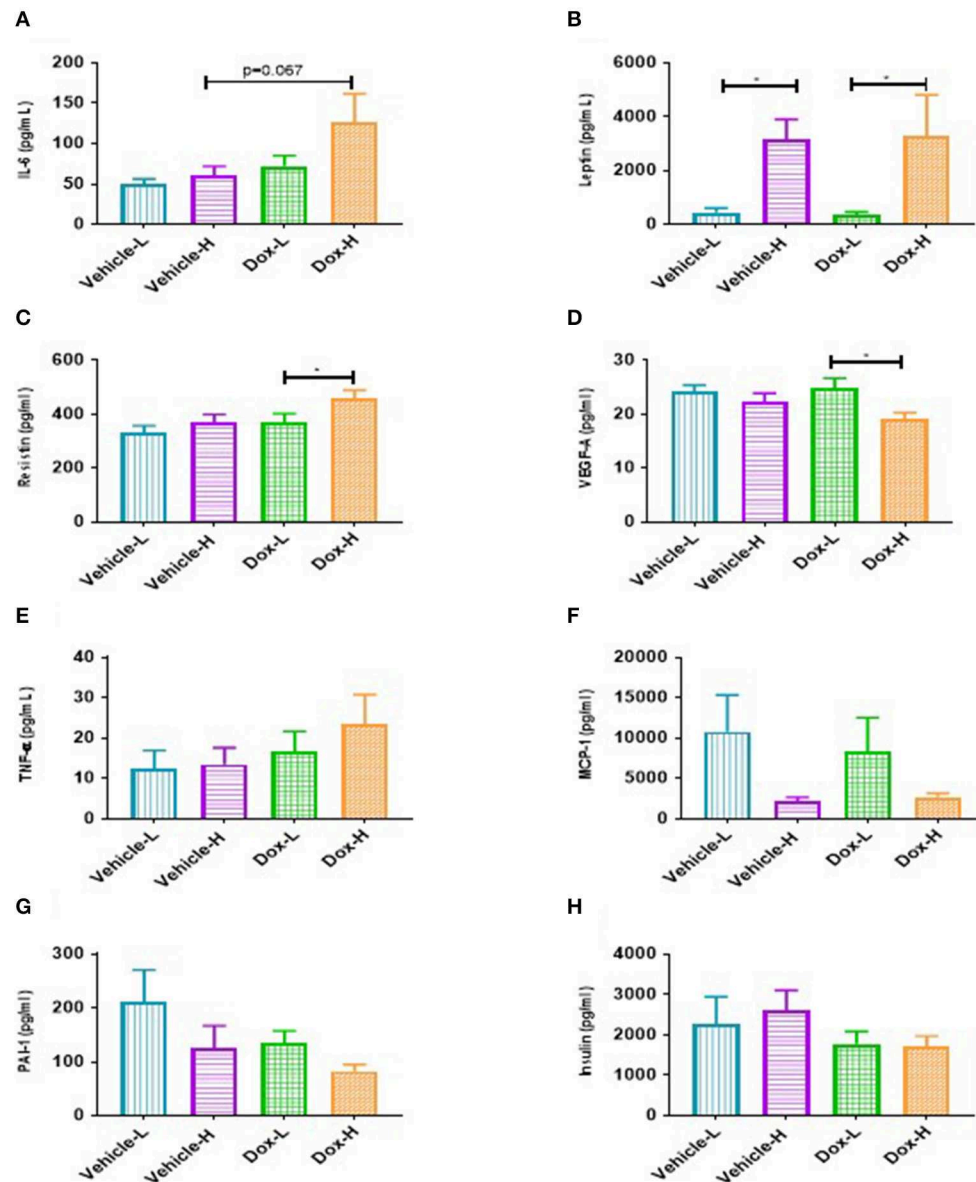 A
IL-6 (pg/mL)
200
150
100
50
0
p=0.067
Vehicle-L
Vehicle-H
Dox-L
Dox-H
B
Leptin (pg/mL)
6000
4000
2000
0
*
*
Vehicle-L
Vehicle-H
Dox-L
Dox-H
C
Resistin (pg/ml)
600
400
200
0
*
Vehicle-L
Vehicle-H
Dox-L
Dox-H
D
VEGF-A (pg/ml)
30
20
10
0
*
Vehicle-L
Vehicle-H
Dox-L
Dox-H
E
TNF-α (pg/mL)
40
30
20
10
0
Vehicle-L
Vehicle-H
Dox-L
Dox-H
F
MCP-1 (pg/ml)
20000
15000
10000
5000
0
Vehicle-L
Vehicle-H
Dox-L
Dox-H
G
PAI-1 (pg/ml)
300
200
100
0
Vehicle-L
Vehicle-H
Dox-L
Dox-H
H
Insulin (pg/ml)
4000
3000
2000
1000
0
Vehicle-L
Vehicle-H
Dox-L
Dox-H